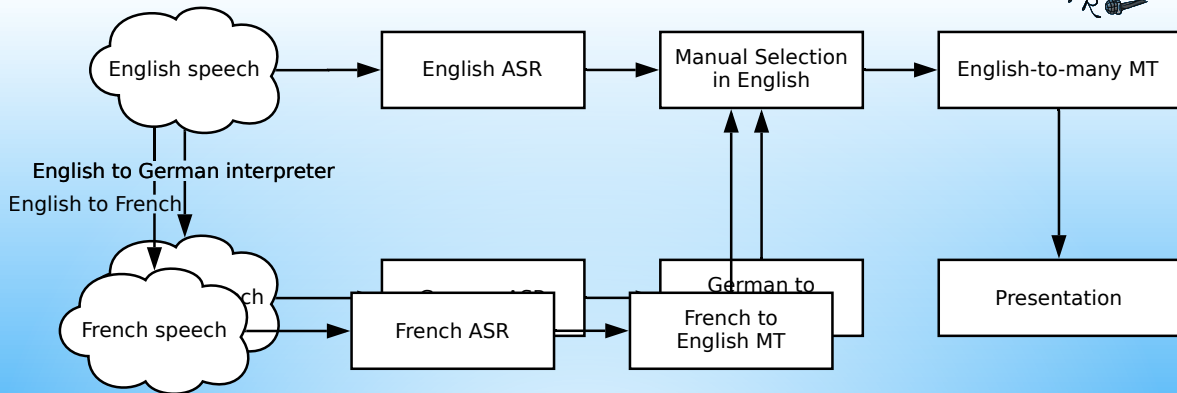 English speech
English ASR
Manual Selection
in English
English-to-many MT
English to German interpreter
English to French
French speech
French ASR
German to
French to
English MT
Presentation